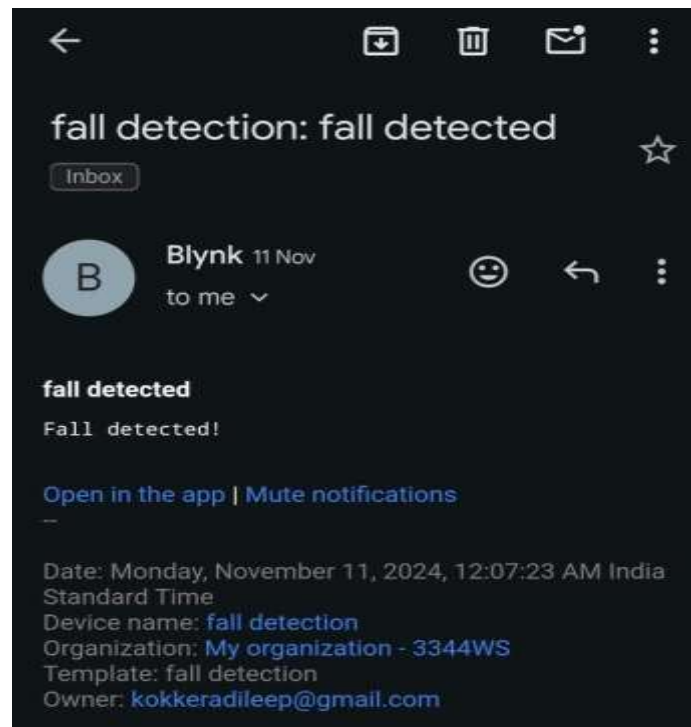 fall detection: fall detected
Inbox
B
Blynk 11 Nov
to me
fall detected
Fall detected!
Open in the app | Mute notifications
--
Date: Monday, November 11, 2024, 12:07:23 AM India
Standard Time
Device name: fall detection
Organization: My organization - 3344WS
Template: fall detection
Owner: kokkeradileep@gmail.com